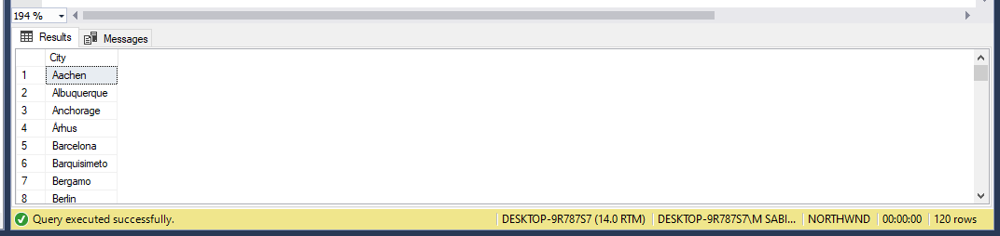 194 %
Results Messages
City
1 Aachen
2 Albuquerque
3 Anchorage
4 Århus
5 Barcelona
6 Barquisimeto
7 Bergamo
8 Berlin
Query executed successfully. DESKTOP-9R787S7 (14.0 RTM) DESKTOP-9R787S7\M SABI... NORTHWND 00:00:00 120 rows